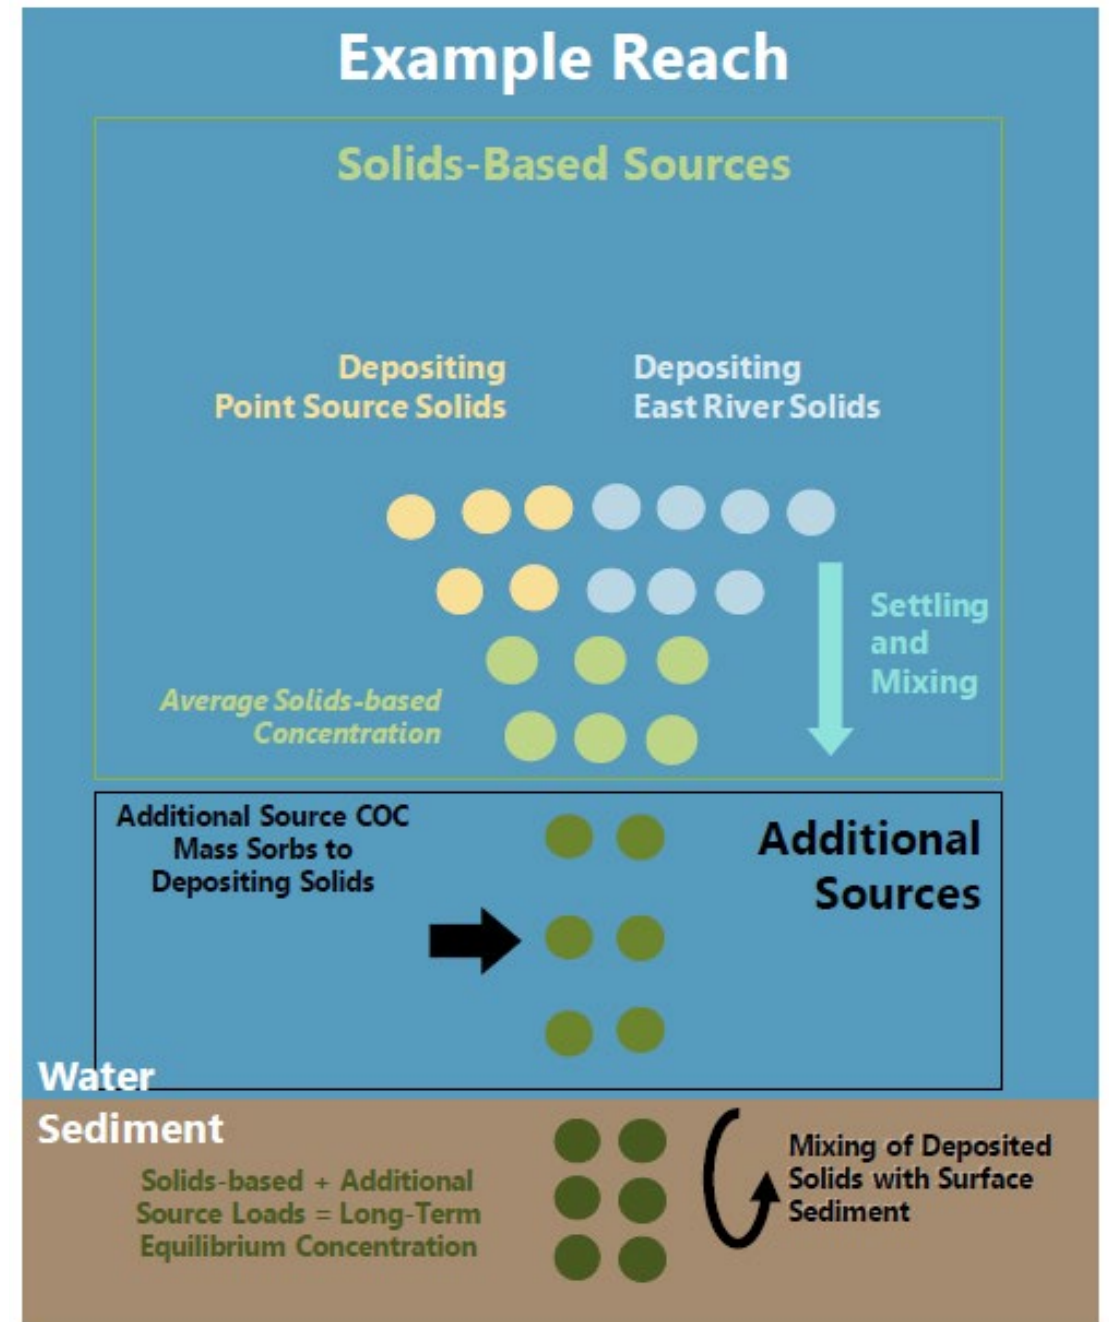 Example Reach
Solids-Based Sources
Depositing
Point Source Solids
Depositing
East River Solids
Settling
and
Mixing
Average Solids-based
Concentration
Additional Source COC
Mass Sorbs to
Depositing Solids
Additional
Sources
Water
Sediment
Solids-based + Additional
Source Loads = Long-Term
Equilibrium Concentration
Mixing of Deposited
Solids with Surface
Sediment